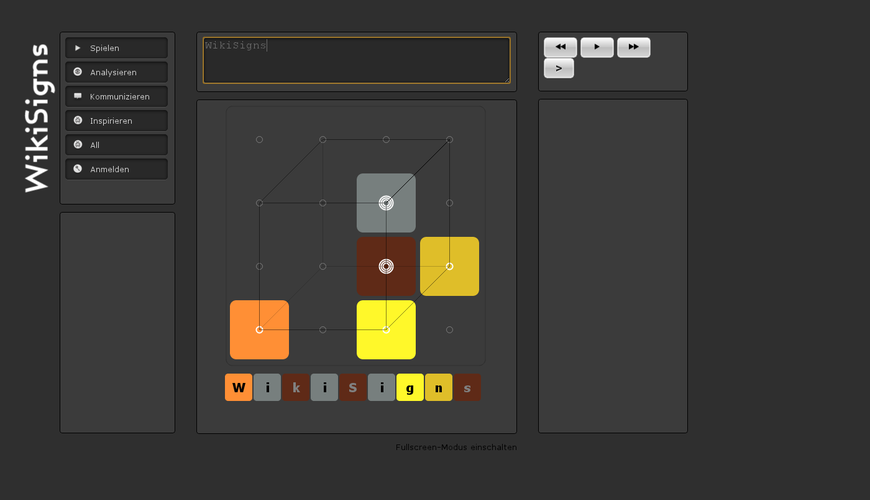 WikiSigns
Spielen
Analysieren
Kommunizieren
Inspirieren
All
Anmelden
WikiSigns
>
W i k i S i g n s
Fullscreen-Modus einschalten